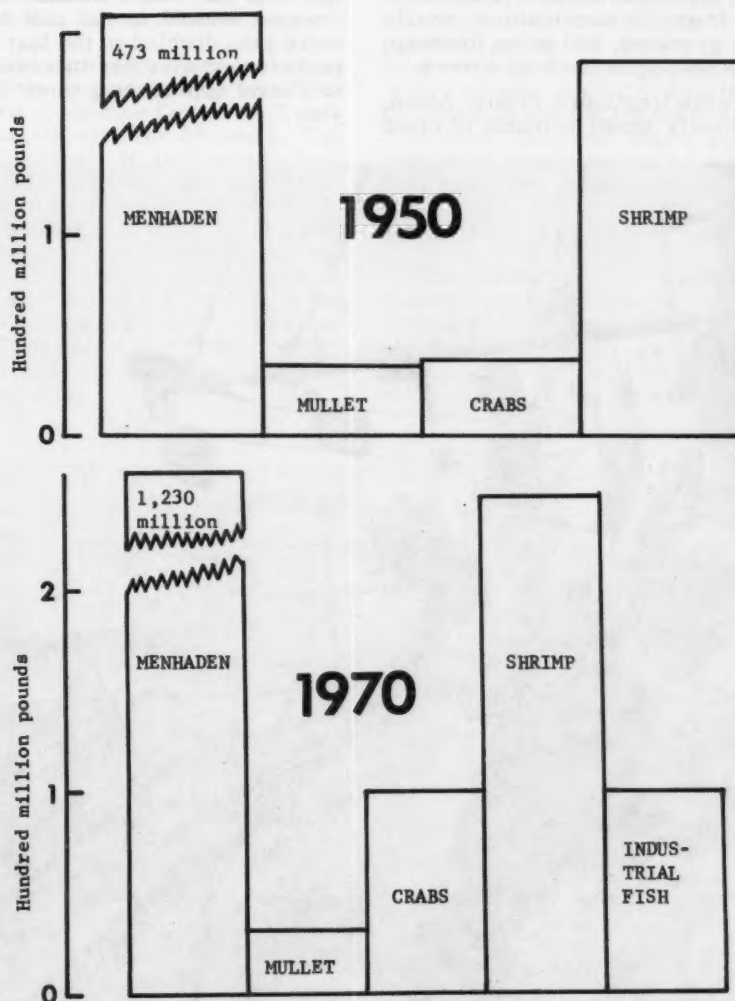 473 million
MENHADEN
1950
SHRIMP
MULLET
CRABS
Hundred million pounds
1
0
1,230
million
MENHADEN
1970
SHRIMP
CRABS
MULLET
INDUS-
TRIAL
FISH
Hundred million pounds
2
1
0